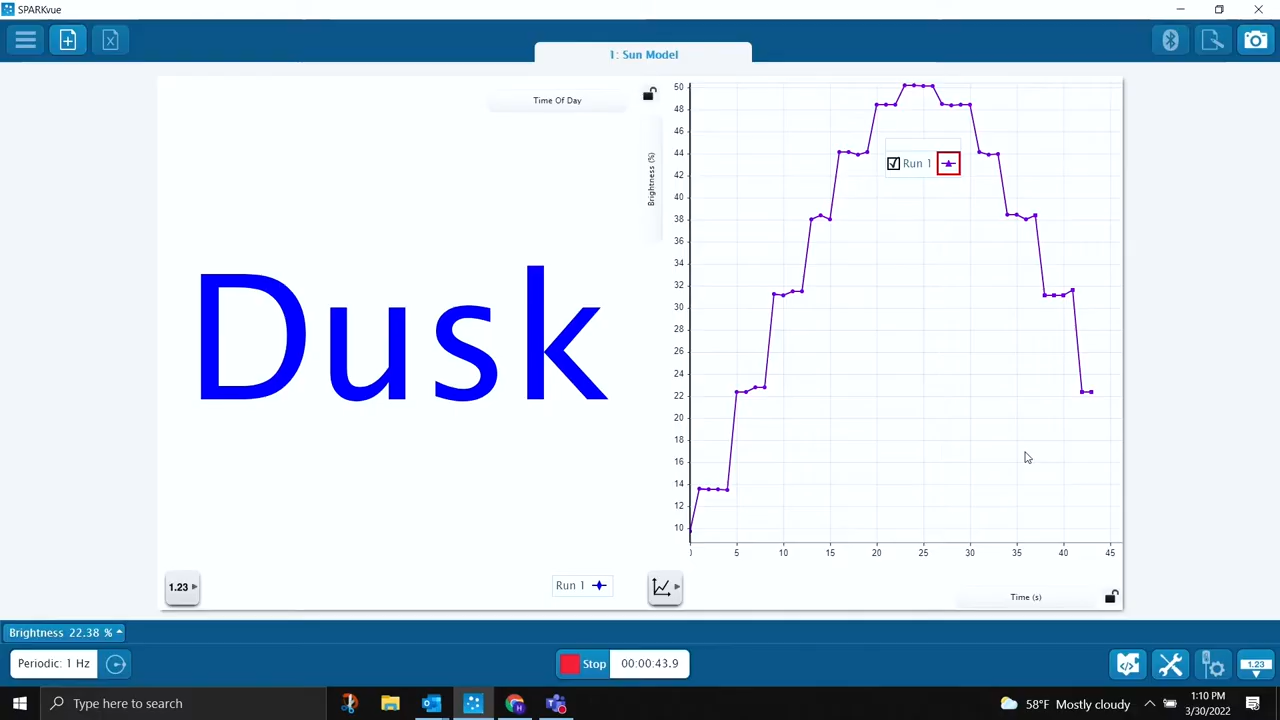 SPARKvue
1: Sun Model
Time Of Day
Dusk
1.23
Run 1
Brightness (%)
50
48
46
44
42
38
36
34
32
30
28
26
24
22
20
18
16
14
12
10
Run 1
5
10
15
20
25
30
35
40
45
Time (s)
Brightness 22.38 %
Periodic: 1 Hz
Stop
00:00:43.9
1.23
Type here to search
58°F Mostly cloudy
1:10 PM
3/30/2022